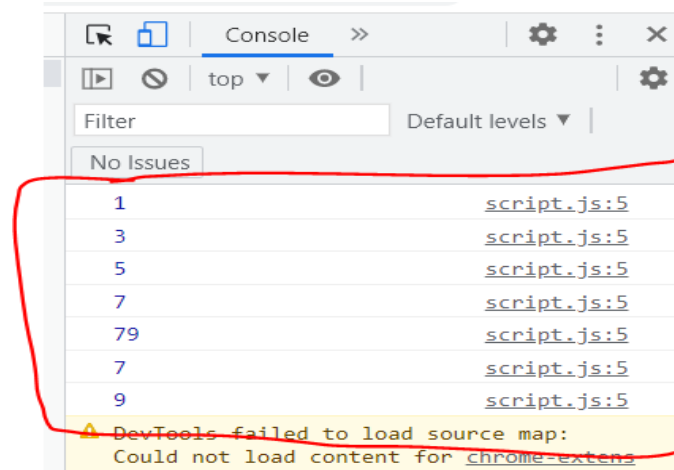 Console
top
Filter Default levels
No Issues
1 script.js:5
3 script.js:5
5 script.js:5
7 script.js:5
79 script.js:5
7 script.js:5
9 script.js:5
DevTools failed to load source map:
Could not load content for chrome-extens